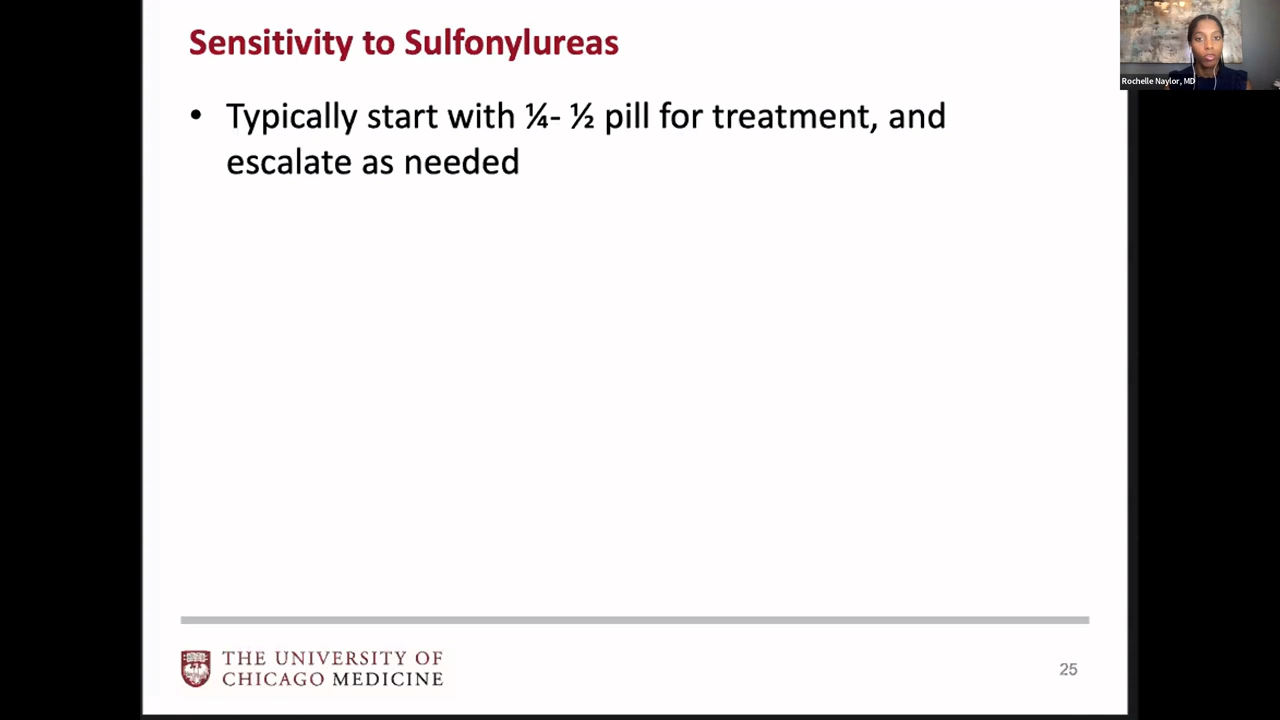 Sensitivity to Sulfonylureas
Rochelle Naylor, MD
• Typically start with ¼- ½ pill for treatment, and
escalate as needed
THE UNIVERSITY OF
CHICAGO MEDICINE
25